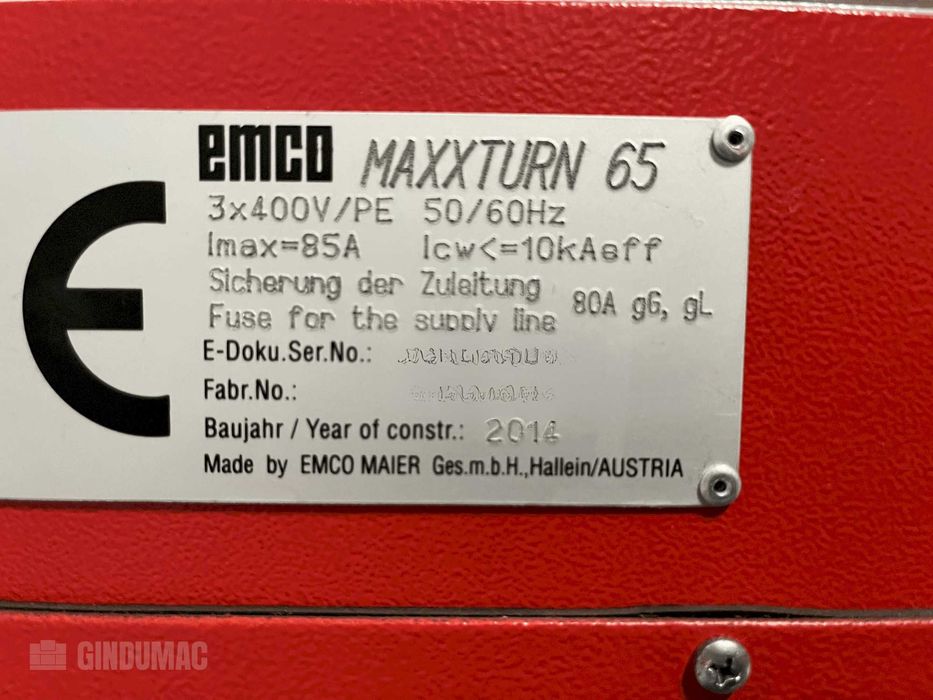 emco MAXXTURN 65
3x400V/PE 50/60Hz
Imax=85A Icw<=10kAeff
Sicherung der Zuleitung
Fuse for the supply line
80A gG, gL
E-Doku.Ser.No.:
Fabr.No.:
Baujahr / Year of constr.: 2014
Made by EMCO MAIER Ges.m.b.H.,Hallein/AUSTRIA
CE
GINDUMAC